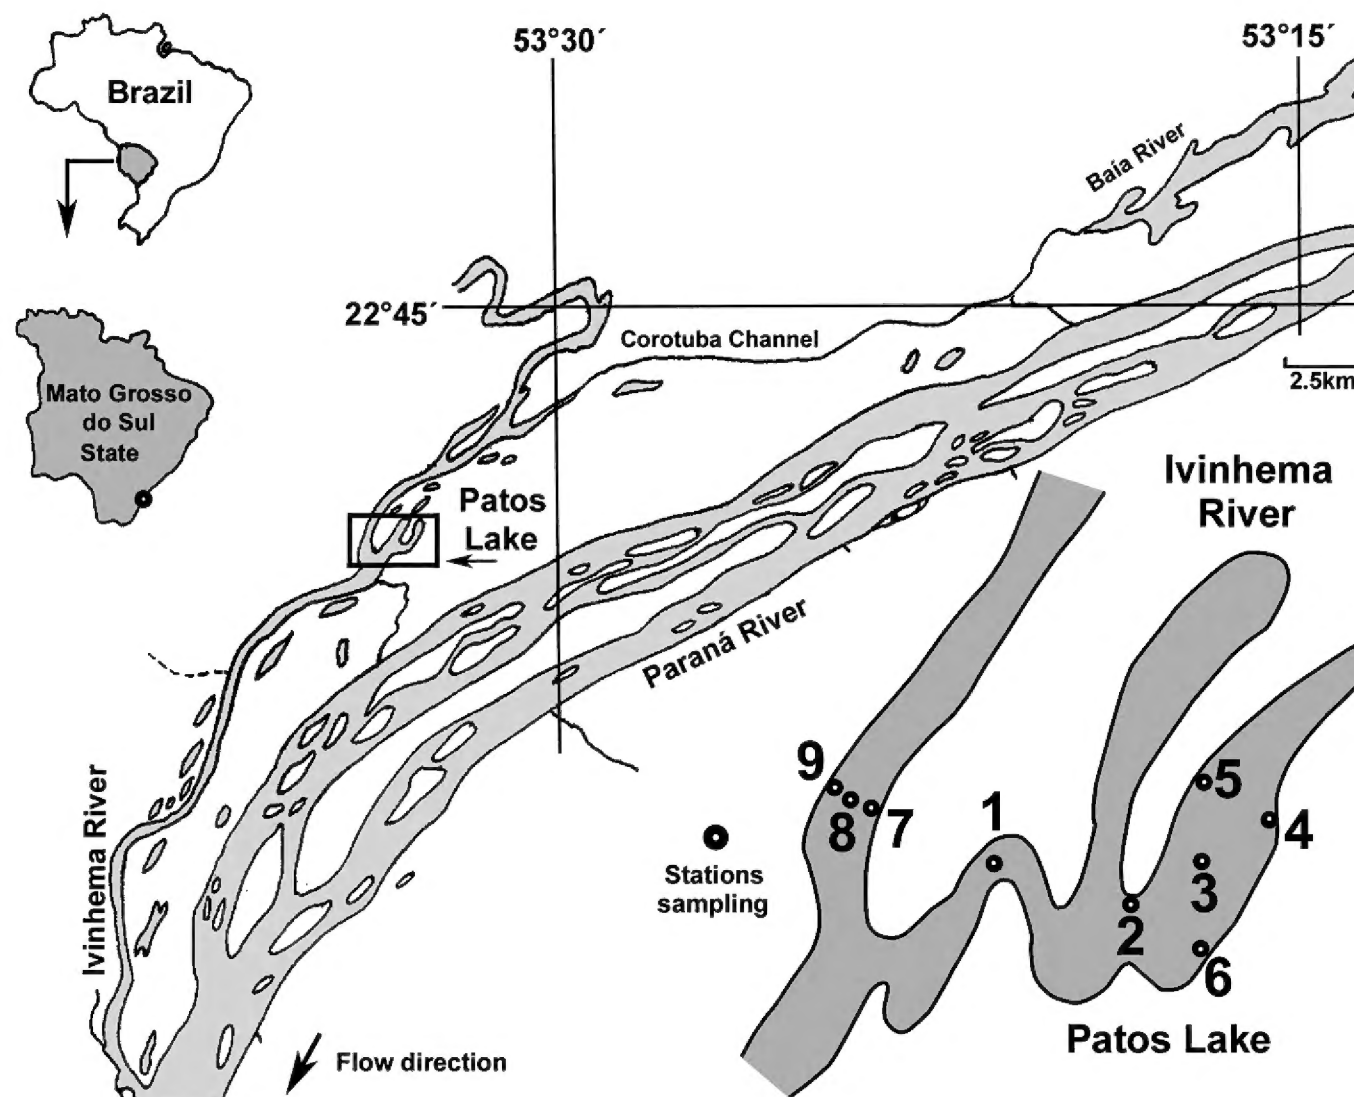 53°30´
53°15´
Brazil
Baía River
22°45´
Corotuba Channel
2.5km
Mato Grosso
do Sul
State
Patos
Lake
Ivinhema
River
Paraná River
Ivinhema River
9
8
7
1
5
4
3
2
6
Stations
sampling
Patos Lake
Flow direction